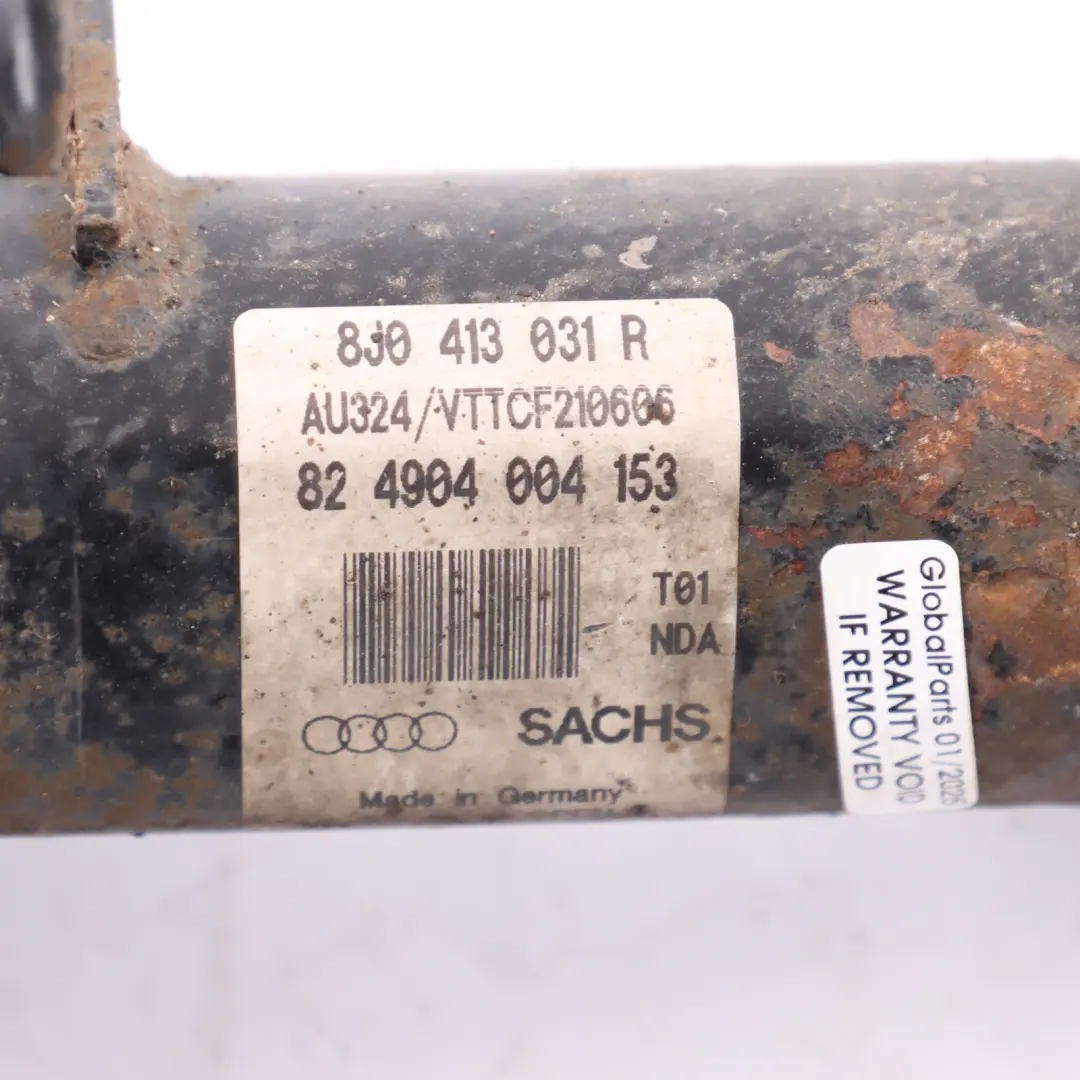 8J0 413 031 R
AU324/VTTCF210606
82 4904 004 153
T01
NDA
SACHS
Made in Germany
GlobalParts 01/2025
WARRANTY VOID
IF REMOVED